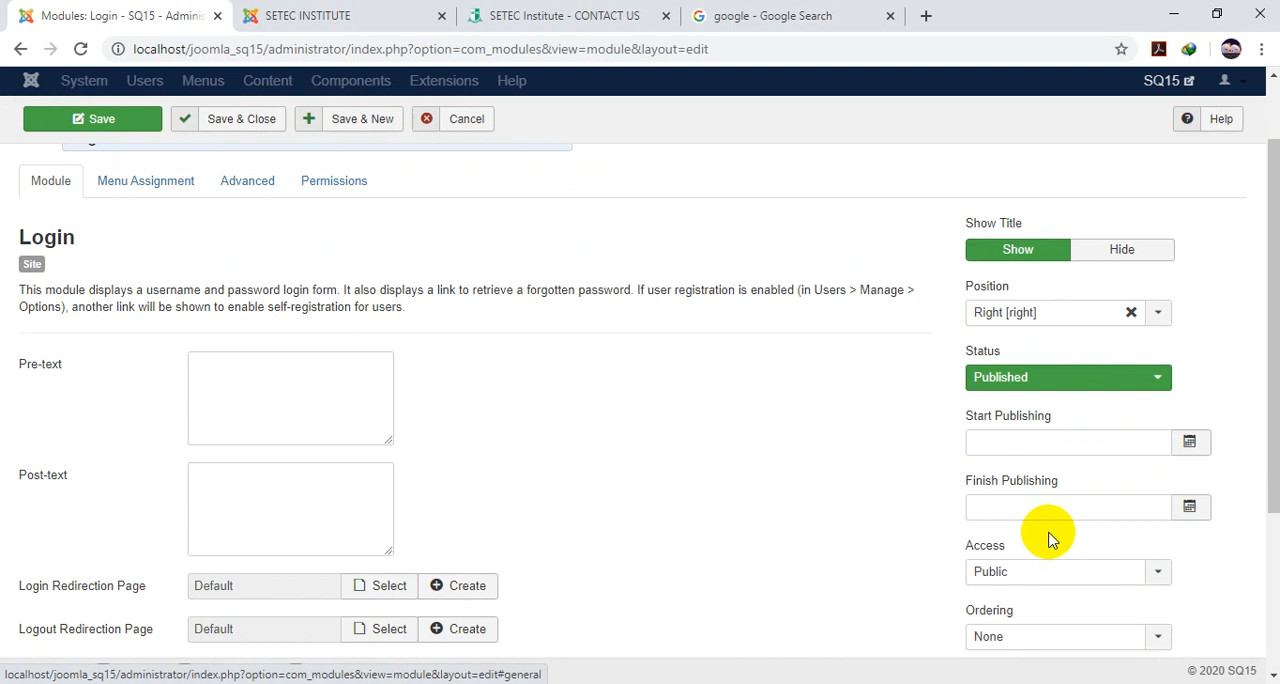 Modules: Login - SQ15 - Adminis
SETEC INSTITUTE
SETEC Institute - CONTACT US
google - Google Search
localhost/joomla_sq15/administrator/index.php?option=com_modules&view=module&layout=edit
System Users Menus Content Components Extensions Help
SQ15
Save
Save & Close
Save & New
Cancel
Help
Module
Menu Assignment
Advanced
Permissions
Login
Site
This module displays a username and password login form. It also displays a link to retrieve a forgotten password. If user registration is enabled (in Users > Manage >
Options), another link will be shown to enable self-registration for users.
Pre-text
Post-text
Login Redirection Page
Default
Select
Create
Logout Redirection Page
Default
Select
Create
Show Title
Show
Hide
Position
Right [right]
Status
Published
Start Publishing
Finish Publishing
Access
Public
Ordering
None
localhost/joomla_sq15/administrator/index.php?option=com_modules&view=module&layout=edit#general
© 2020 SQ15